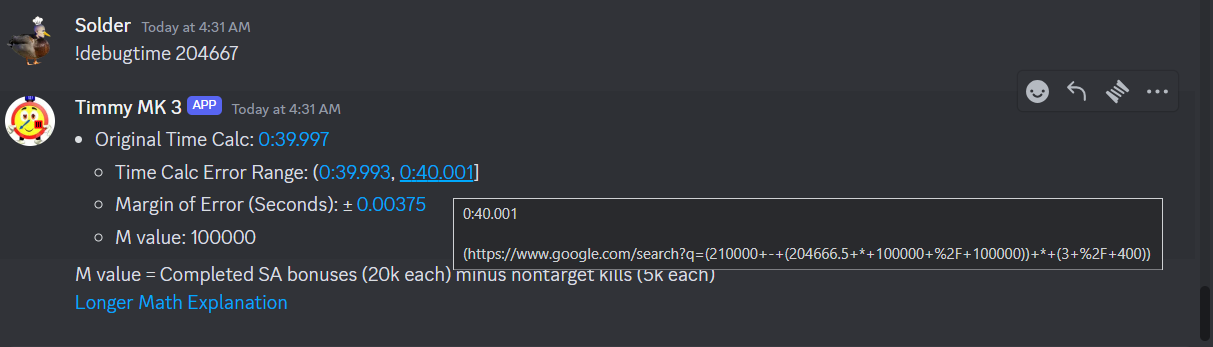 Solder Today at 4:31 AM
!debugtime 204667
Timmy MK 3 APP Today at 4:31 AM
• Original Time Calc: 0:39.997
○ Time Calc Error Range: (0:39.993, 0:40.001]
○ Margin of Error (Seconds): ± 0.00375
0:40.001
○ M value: 100000
(https://www.google.com/search?q=(210000+-+(204666.5+*+100000+%2F+100000))+*+(3+%2F+400))
M value = Completed SA bonuses (20k each) minus nontarget kills (5k each)
Longer Math Explanation